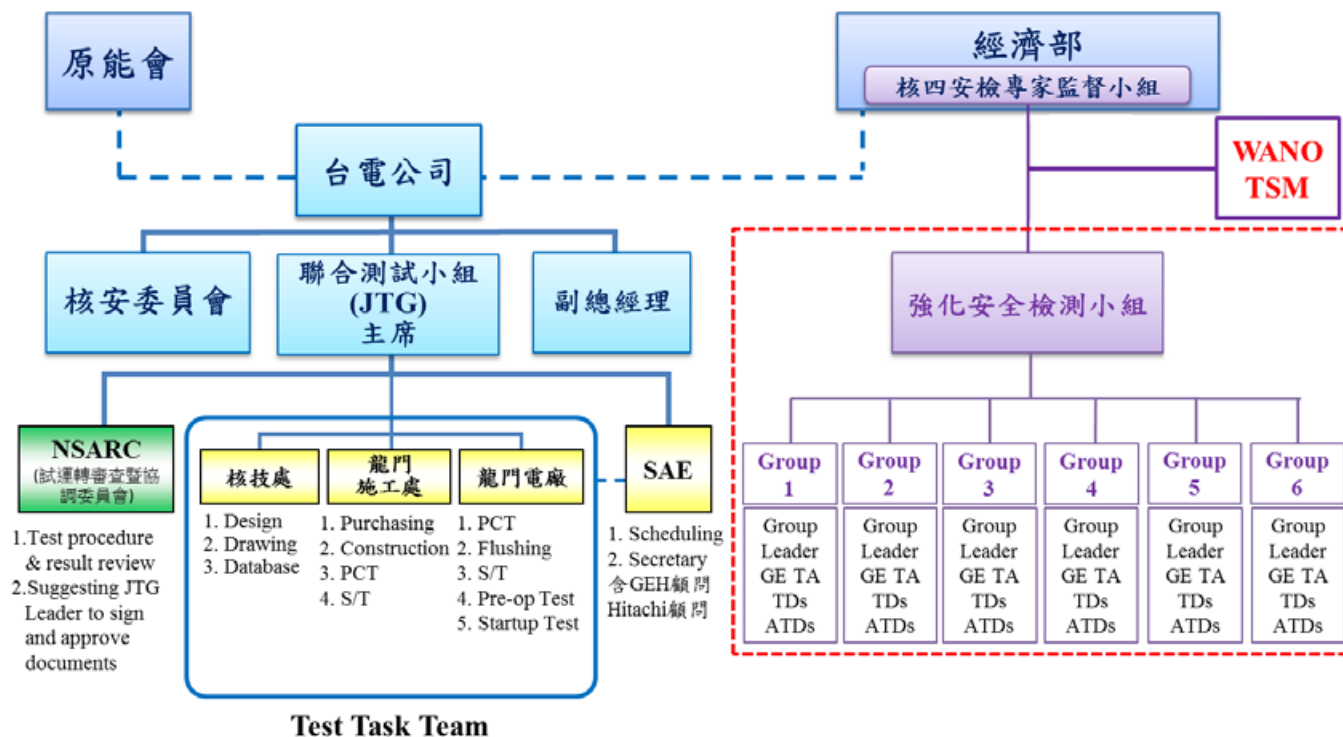 原能會
經濟部
核四安檢專家監督小組
WANO
TSM
台電公司
核安委員會
聯合測試小組
(JTG)
主席
副總經理
強化安全檢測小組
NSARC
(試運轉審查暨協
調委員會)
1.Test procedure
& result review
2.Suggesting JTG
Leader to sign
and approve
documents
核技處
1. Design
2. Drawing
3. Database
龍門
施工處
1. Purchasing
2. Construction
3. PCT
4. S/T
龍門電廠
1. PCT
2. Flushing
3. S/T
4. Pre-op Test
5. Startup Test
SAE
1. Scheduling
2. Secretary
含GEH顧問
Hitachi顧問
Test Task Team
Group
1
Group
Leader
GE TA
TDs
ATDs
Group
2
Group
Leader
GE TA
TDs
ATDs
Group
3
Group
Leader
GE TA
TDs
ATDs
Group
4
Group
Leader
GE TA
TDs
ATDs
Group
5
Group
Leader
GE TA
TDs
ATDs
Group
6
Group
Leader
GE TA
TDs
ATDs